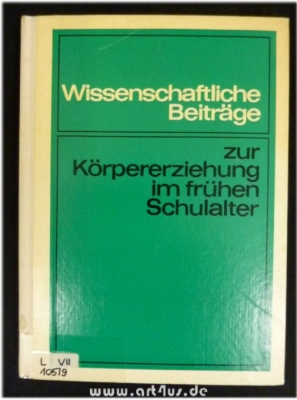 Wissenschaftliche
Beiträge
zur
Körpererziehung
im frühen
Schulalter
L VII
10579
www.art4us.de